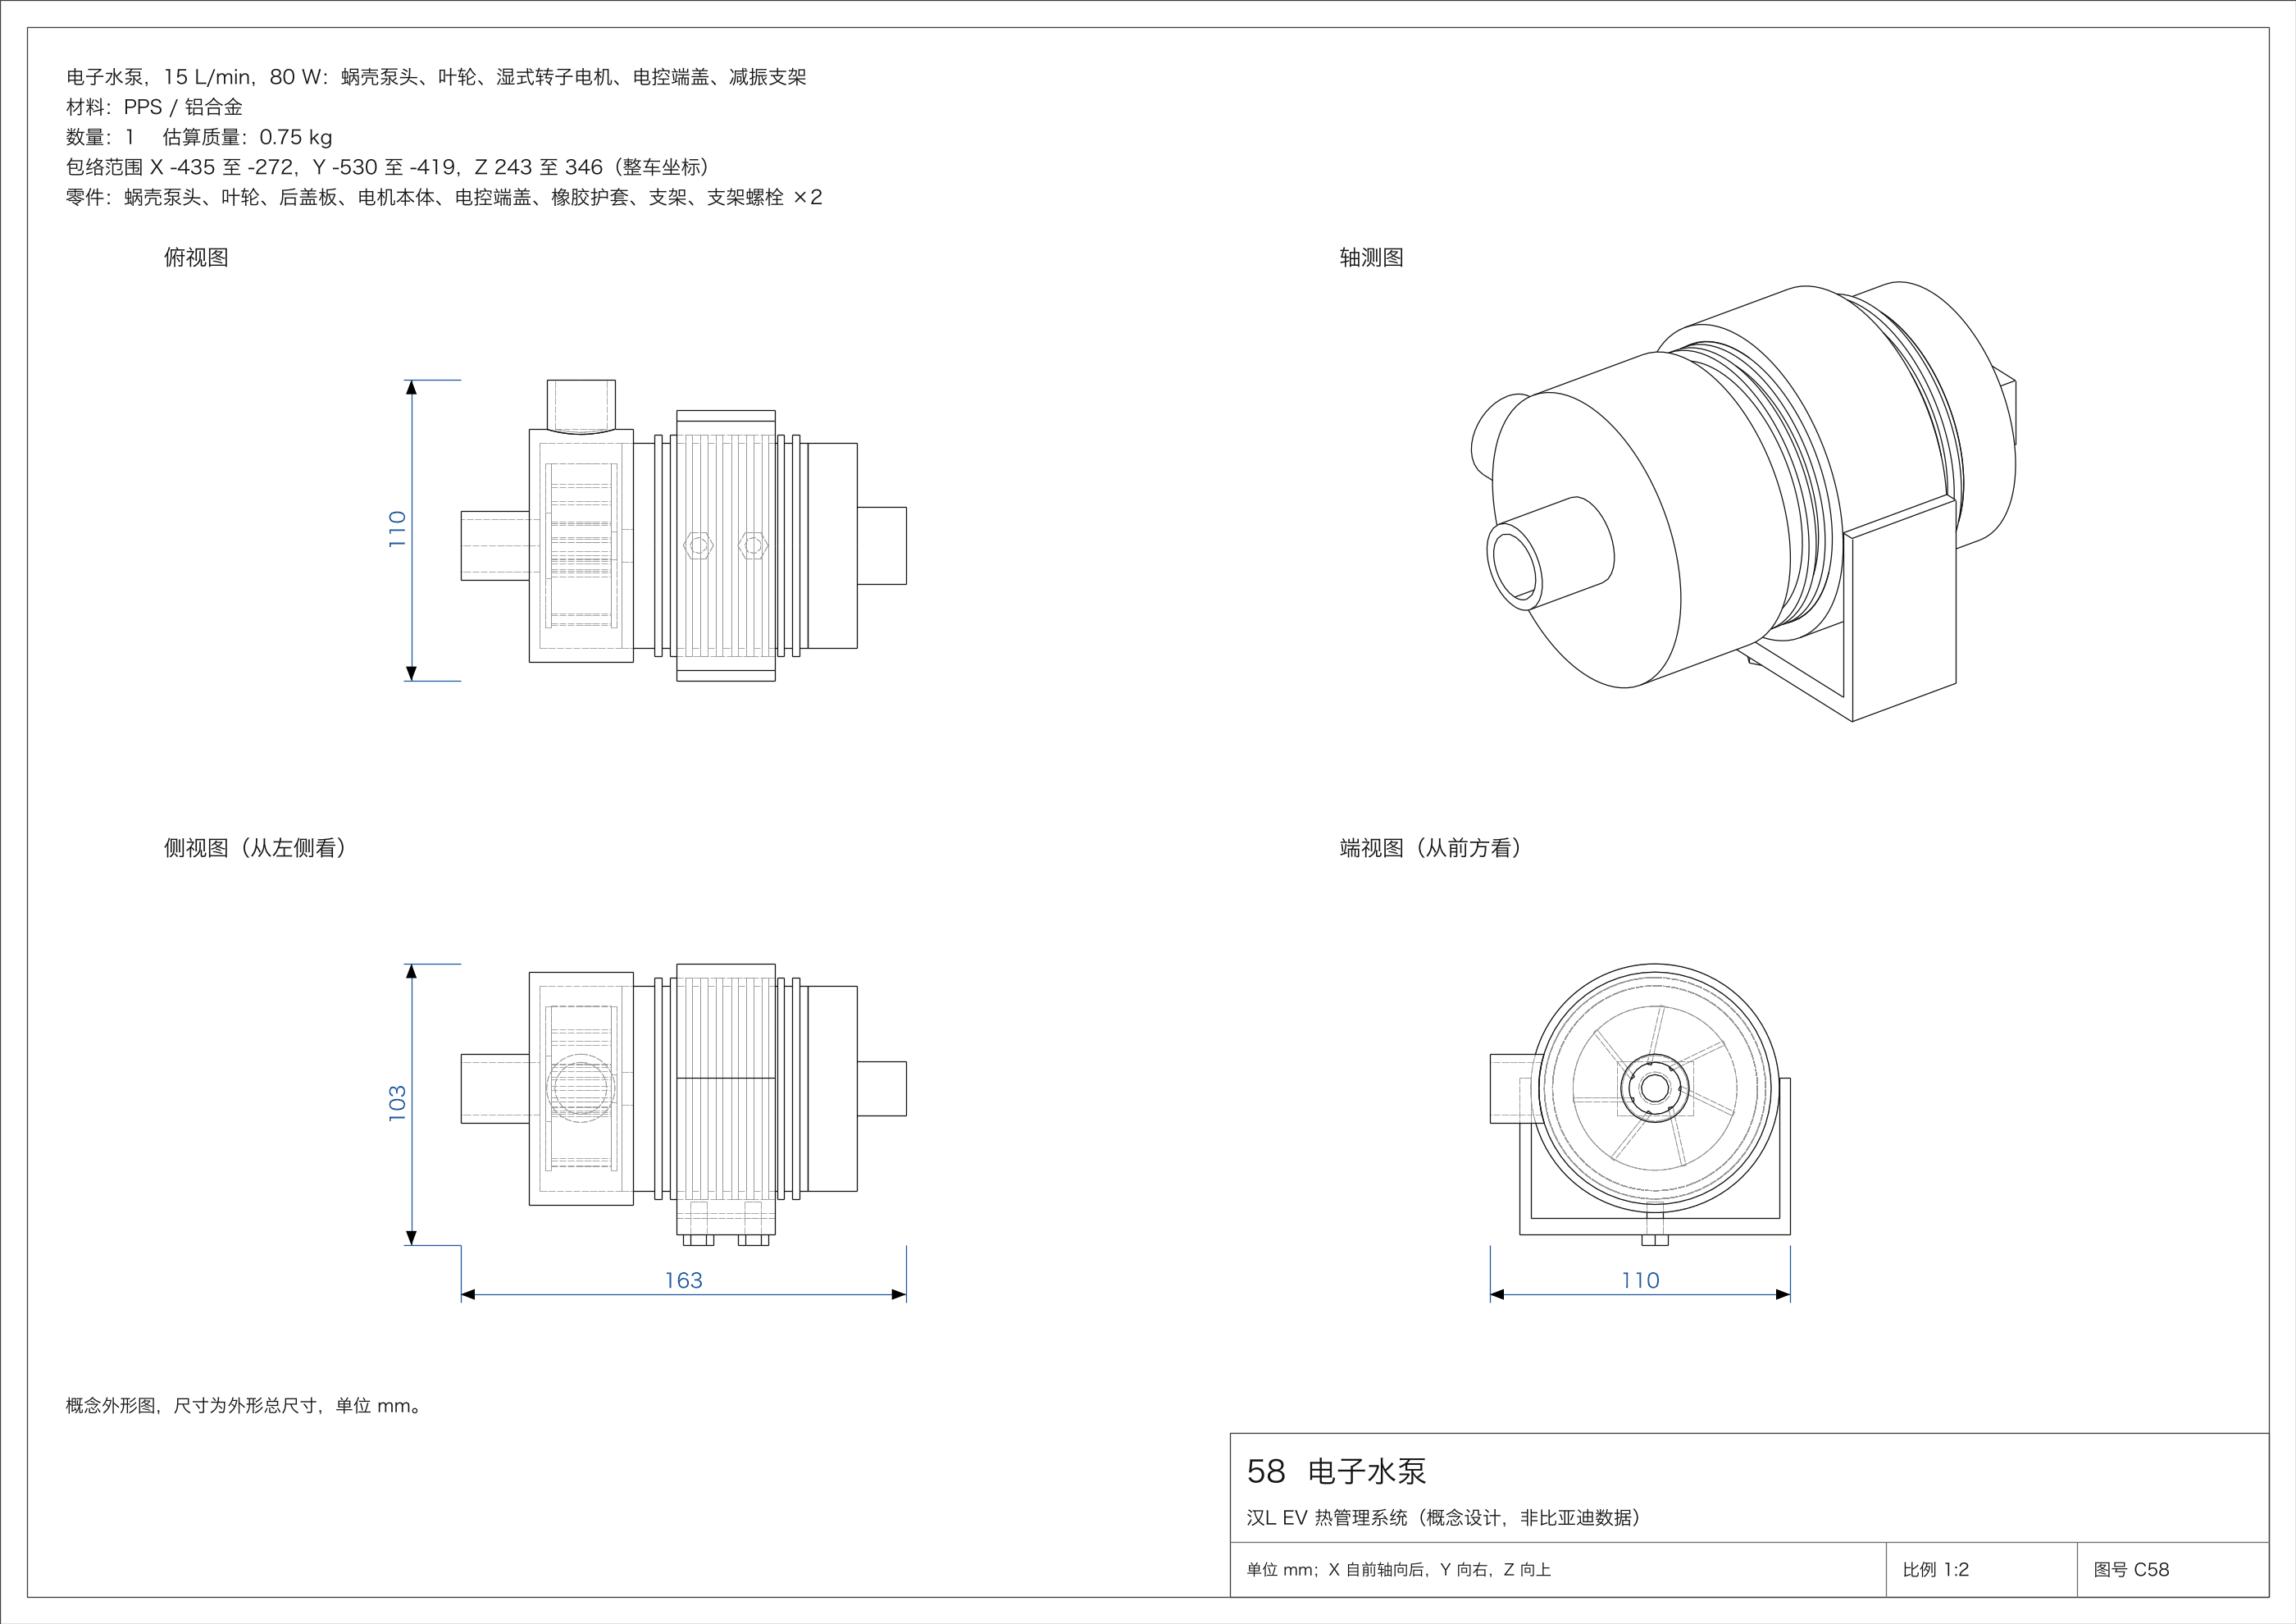 电子水泵，15 L/min，80 W：蜗壳泵头、叶轮、湿式转子电机、电控端盖、减振支架
材料：PPS / 铝合金
数量：1 估算质量：0.75 kg
包络范围 X -435 至 -272，Y -530 至 -419，Z 243 至 346（整车坐标）
零件：蜗壳泵头、叶轮、后盖板、电机本体、电控端盖、橡胶护套、支架、支架螺栓 ×2
俯视图
轴测图
110
侧视图（从左侧看）
端视图（从前方看）
103
163
110
概念外形图，尺寸为外形总尺寸，单位 mm。
58 电子水泵
汉L EV 热管理系统（概念设计，非比亚迪数据）
单位 mm；X 自前轴向后，Y 向右，Z 向上
比例 1:2
图号 C58